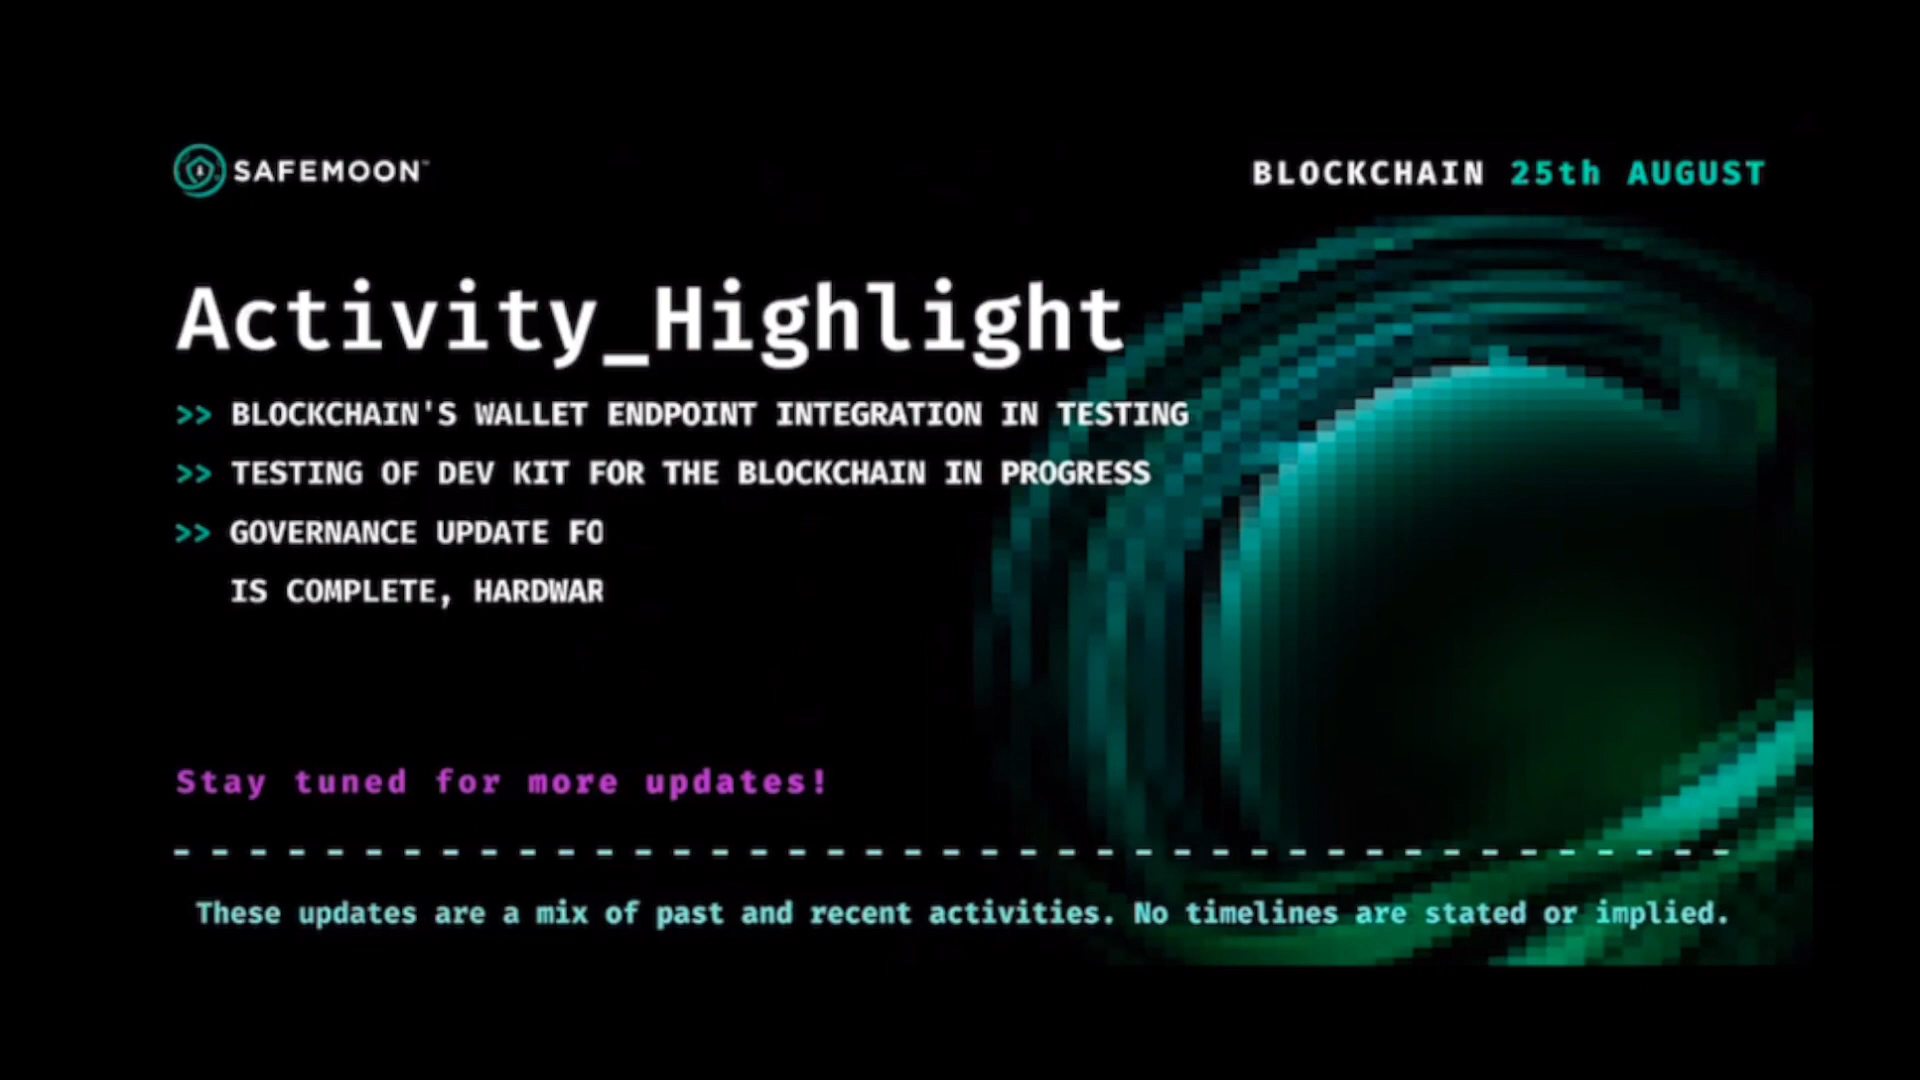 SAFEMOON™
BLOCKCHAIN 25th AUGUST
Activity_Highlight
>> BLOCKCHAIN'S WALLET ENDPOINT INTEGRATION IN TESTING
>> TESTING OF DEV KIT FOR THE BLOCKCHAIN IN PROGRESS
>> GOVERNANCE UPDATE FO
IS COMPLETE, HARDWAR
Stay tuned for more updates!
These updates are a mix of past and recent activities. No timelines are stated or implied.